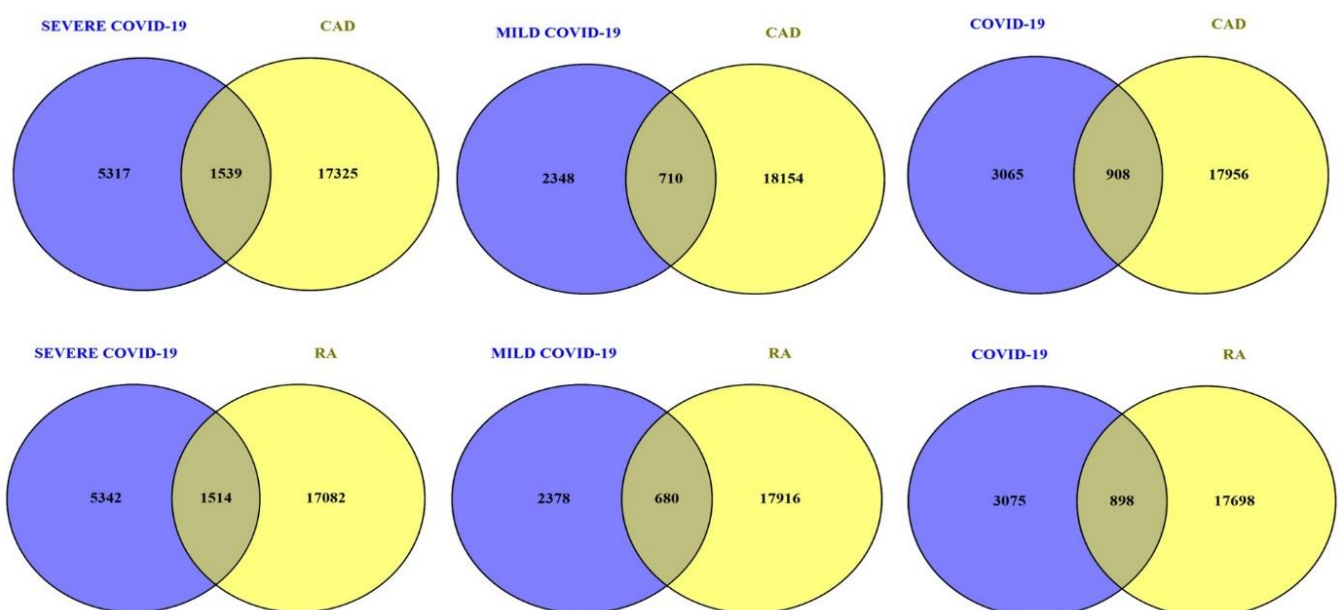 SEVERE COVID-19 CAD
5317 1539 17325
MILD COVID-19 CAD
2348 710 18154
COVID-19 CAD
3065 908 17956
SEVERE COVID-19 RA
5342 1514 17082
MILD COVID-19 RA
2378 680 17916
COVID-19 RA
3075 898 17698